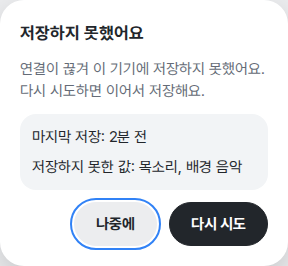 저장하지 못했어요
연결이 끊겨 이 기기에 저장하지 못했어요.
다시 시도하면 이어서 저장해요.
마지막 저장: 2분 전
저장하지 못한 값: 목소리, 배경 음악
나중에
다시 시도